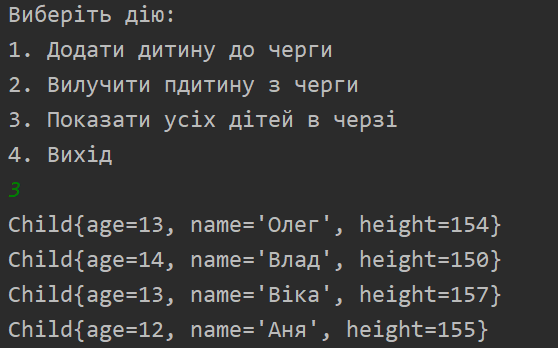 Виберіть дію:
1. Додати дитину до черги
2. Вилучити пдитину з черги
3. Показати усіх дітей в черзі
4. Вихід
3
Child{age=13, name='Олег', height=154}
Child{age=14, name='Влад', height=150}
Child{age=13, name='Віка', height=157}
Child{age=12, name='Аня', height=155}